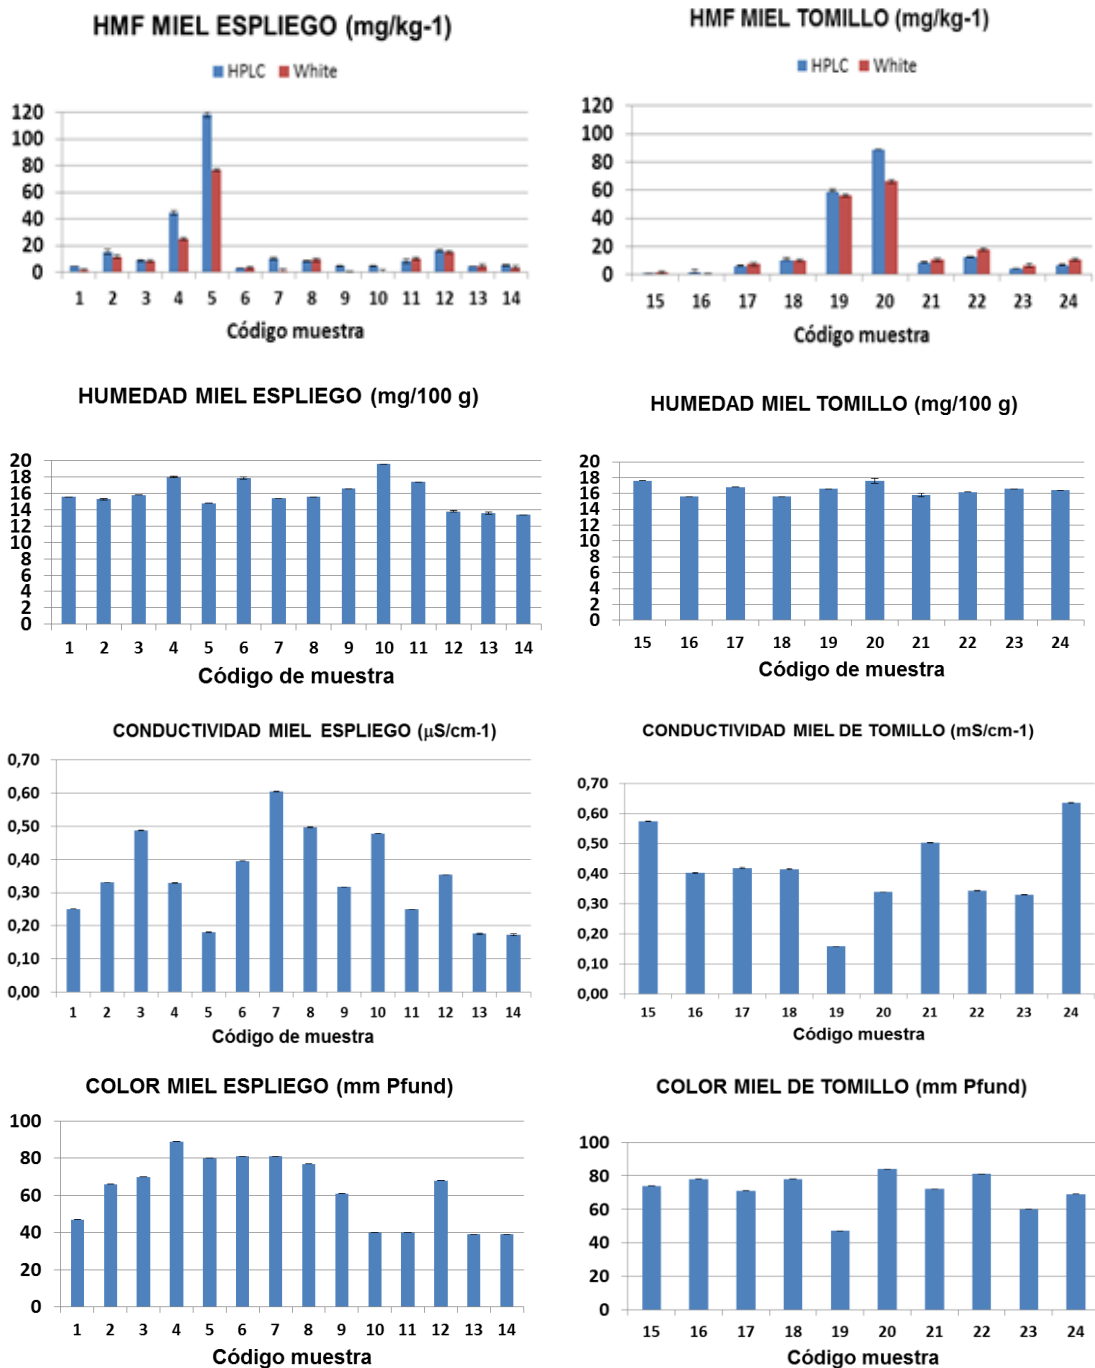 HMF MIEL ESPLIEGO (mg/kg-1)
HPLC White
120
100
80
60
40
20
0
1 2 3 4 5 6 7 8 9 10 11 12 13 14
Código muestra
HMF MIEL TOMILLO (mg/kg-1)
HPLC White
120
100
80
60
40
20
0
15 16 17 18 19 20 21 22 23 24
Código muestra
HUMEDAD MIEL ESPLIEGO (mg/100 g)
20
18
16
14
12
10
8
6
4
2
0
1 2 3 4 5 6 7 8 9 10 11 12 13 14
Código de muestra
HUMEDAD MIEL TOMILLO (mg/100 g)
20
18
16
14
12
10
8
6
4
2
0
15 16 17 18 19 20 21 22 23 24
Código de muestra
CONDUCTIVIDAD MIEL ESPLIEGO (µS/cm-1)
0,70
0,60
0,50
0,40
0,30
0,20
0,10
0,00
1 2 3 4 5 6 7 8 9 10 11 12 13 14
Código de muestra
CONDUCTIVIDAD MIEL DE TOMILLO (mS/cm-1)
0,70
0,60
0,50
0,40
0,30
0,20
0,10
0,00
15 16 17 18 19 20 21 22 23 24
Código muestra
COLOR MIEL ESPLIEGO (mm Pfund)
100
80
60
40
20
0
1 2 3 4 5 6 7 8 9 10 11 12 13 14
Código muestra
COLOR MIEL DE TOMILLO (mm Pfund)
100
80
60
40
20
0
15 16 17 18 19 20 21 22 23 24
Código muestra